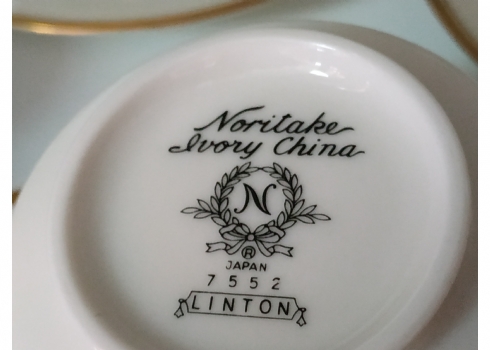 Noritake
Ivory China
N
®
JAPAN
7552
LINTON